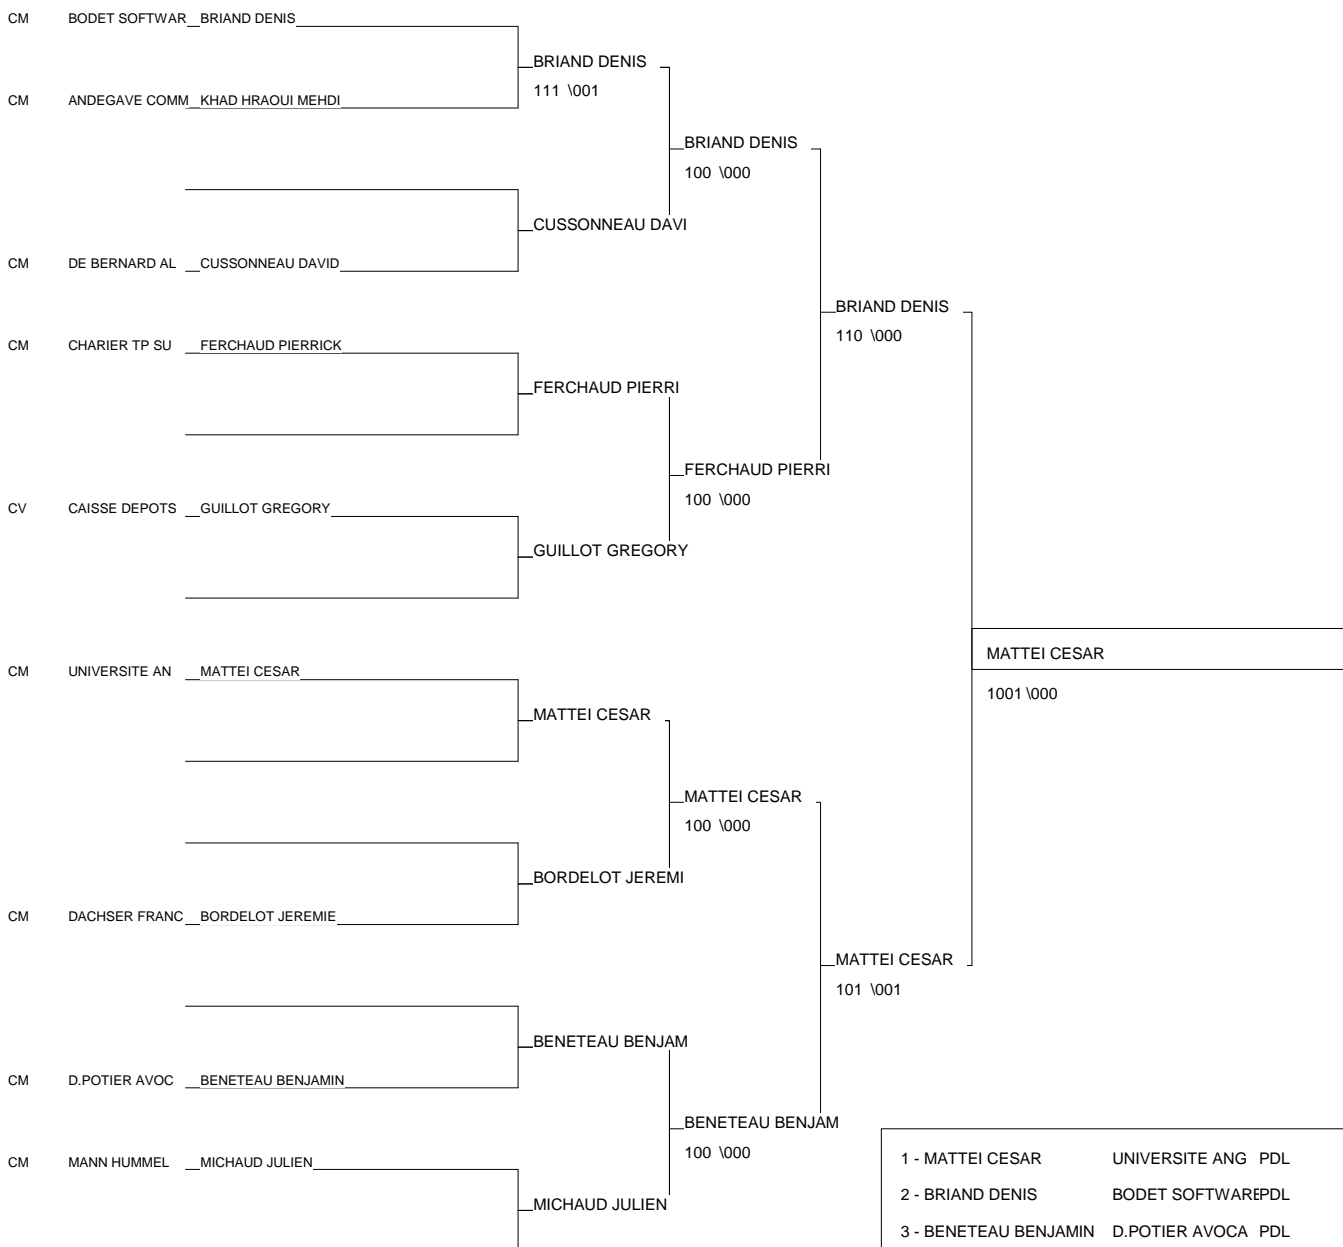 CM BODET SOFTWAR BRIAND DENIS
BRIAND DENIS
111 \001
CM ANDEGAVE COMM KHAD HRAOUI MEHDI
BRIAND DENIS
100 \000
CUSSONNEAU DAVI
CM DE BERNARD AL CUSSONNEAU DAVID
BRIAND DENIS
110 \000
CM CHARIER TP SU FERCHAUD PIERRICK
FERCHAUD PIERRI
FERCHAUD PIERRI
100 \000
CV CAISSE DEPOTS GUILLOT GREGORY
GUILLOT GREGORY
MATTEI CESAR
1001 \000
CM UNIVERSITE AN MATTEI CESAR
MATTEI CESAR
MATTEI CESAR
100 \000
BORDELOT JEREMI
CM DACHSER FRANC BORDELOT JEREMIE
MATTEI CESAR
101 \001
BENETEAU BENJAM
CM D.POTIER AVOC BENETEAU BENJAMIN
BENETEAU BENJAM
100 \000
CM MANN HUMMEL MICHAUD JULIEN
MICHAUD JULIEN
1 - MATTEI CESAR UNIVERSITE ANG PDL
2 - BRIAND DENIS BODET SOFTWARE PDL
3 - BENETEAU BENJAMIN D.POTIER AVOCA PDL